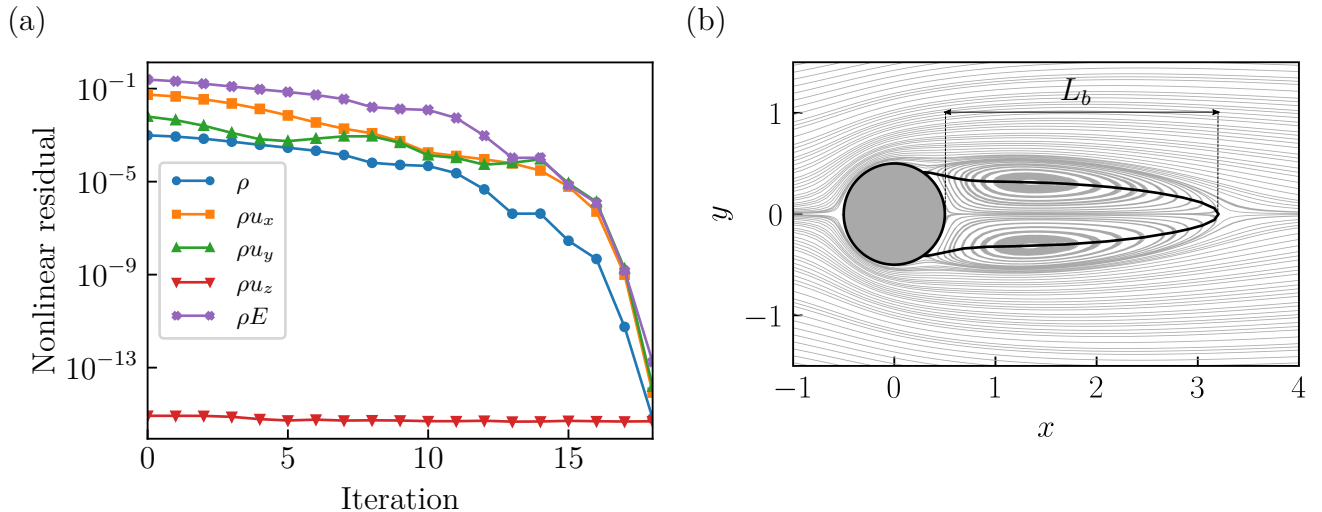 (a)
Nonlinear residual
10⁻¹
10⁻⁵
10⁻⁹
10⁻¹³
ρ
ρuₓ
ρu_y
ρu_z
ρE
0 5 10 15
Iteration
(b)
y
1
0
−1
L_b
−1 0 1 2 3 4
x